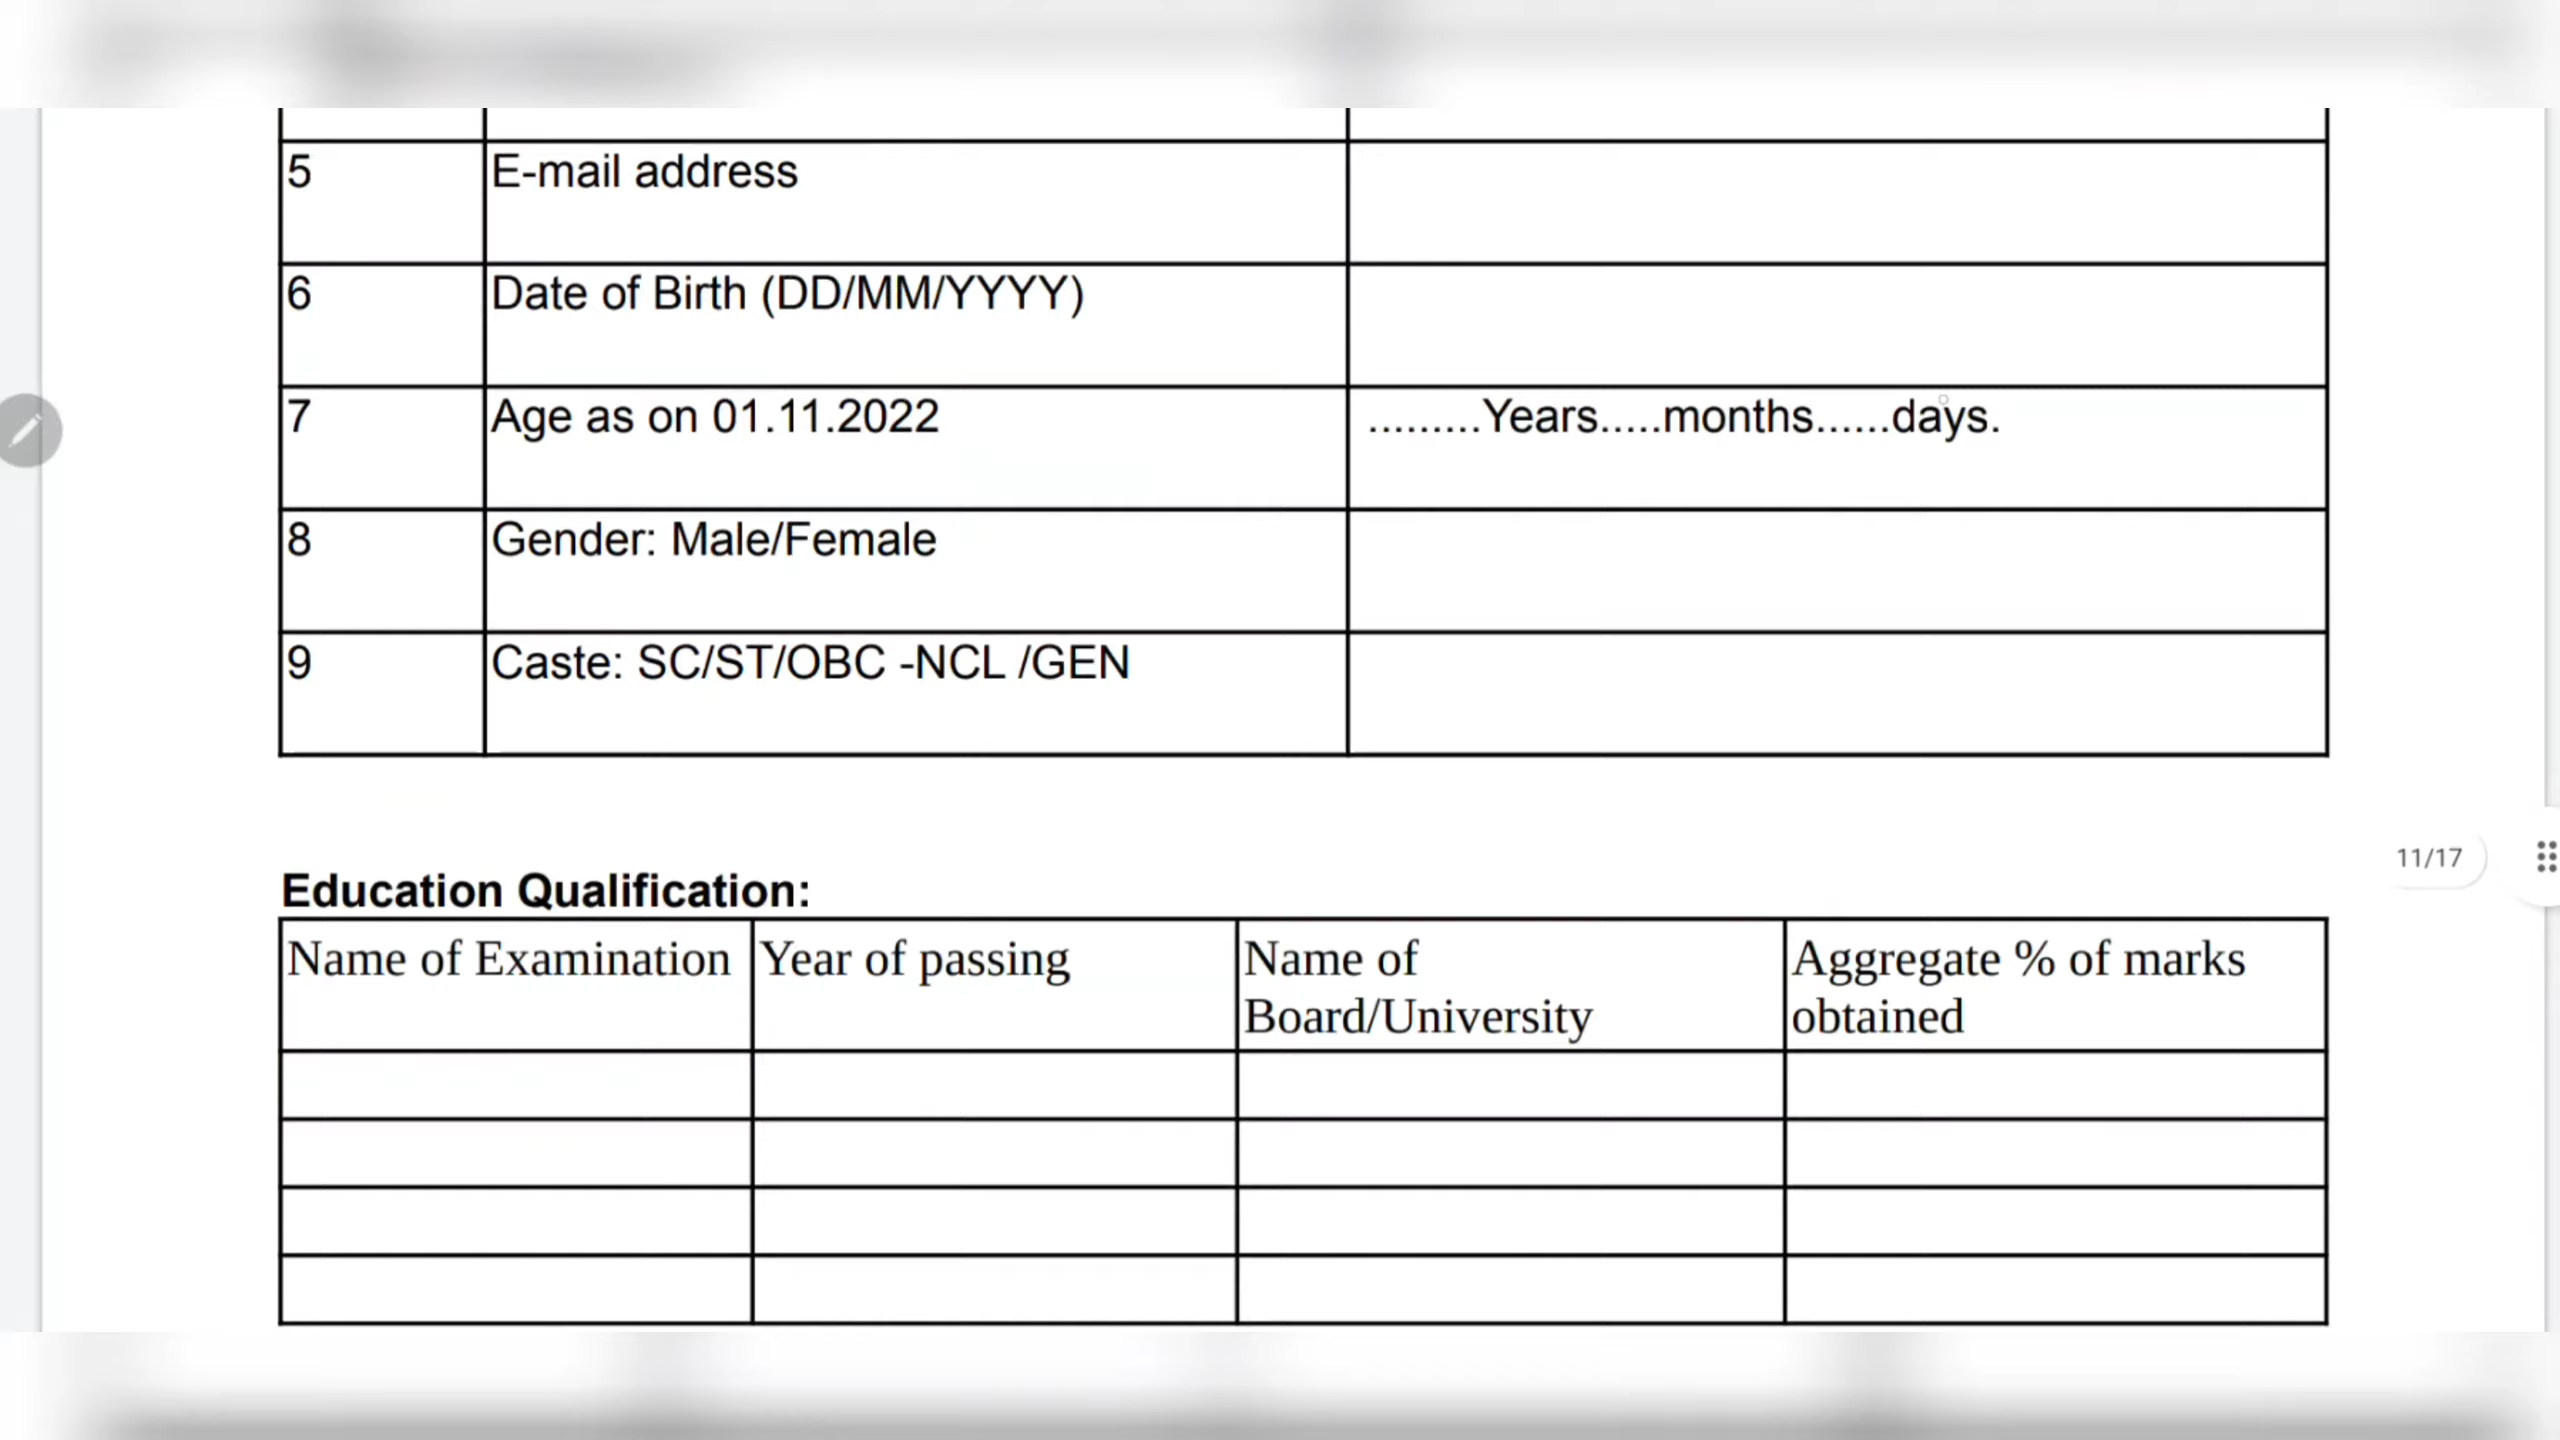 5 E-mail address
6 Date of Birth (DD/MM/YYYY)
7 Age as on 01.11.2022 .........Years.....months......days.
8 Gender: Male/Female
9 Caste: SC/ST/OBC -NCL /GEN
11/17
Education Qualification:
Name of Examination Year of passing Name of Aggregate % of marks
Board/University obtained